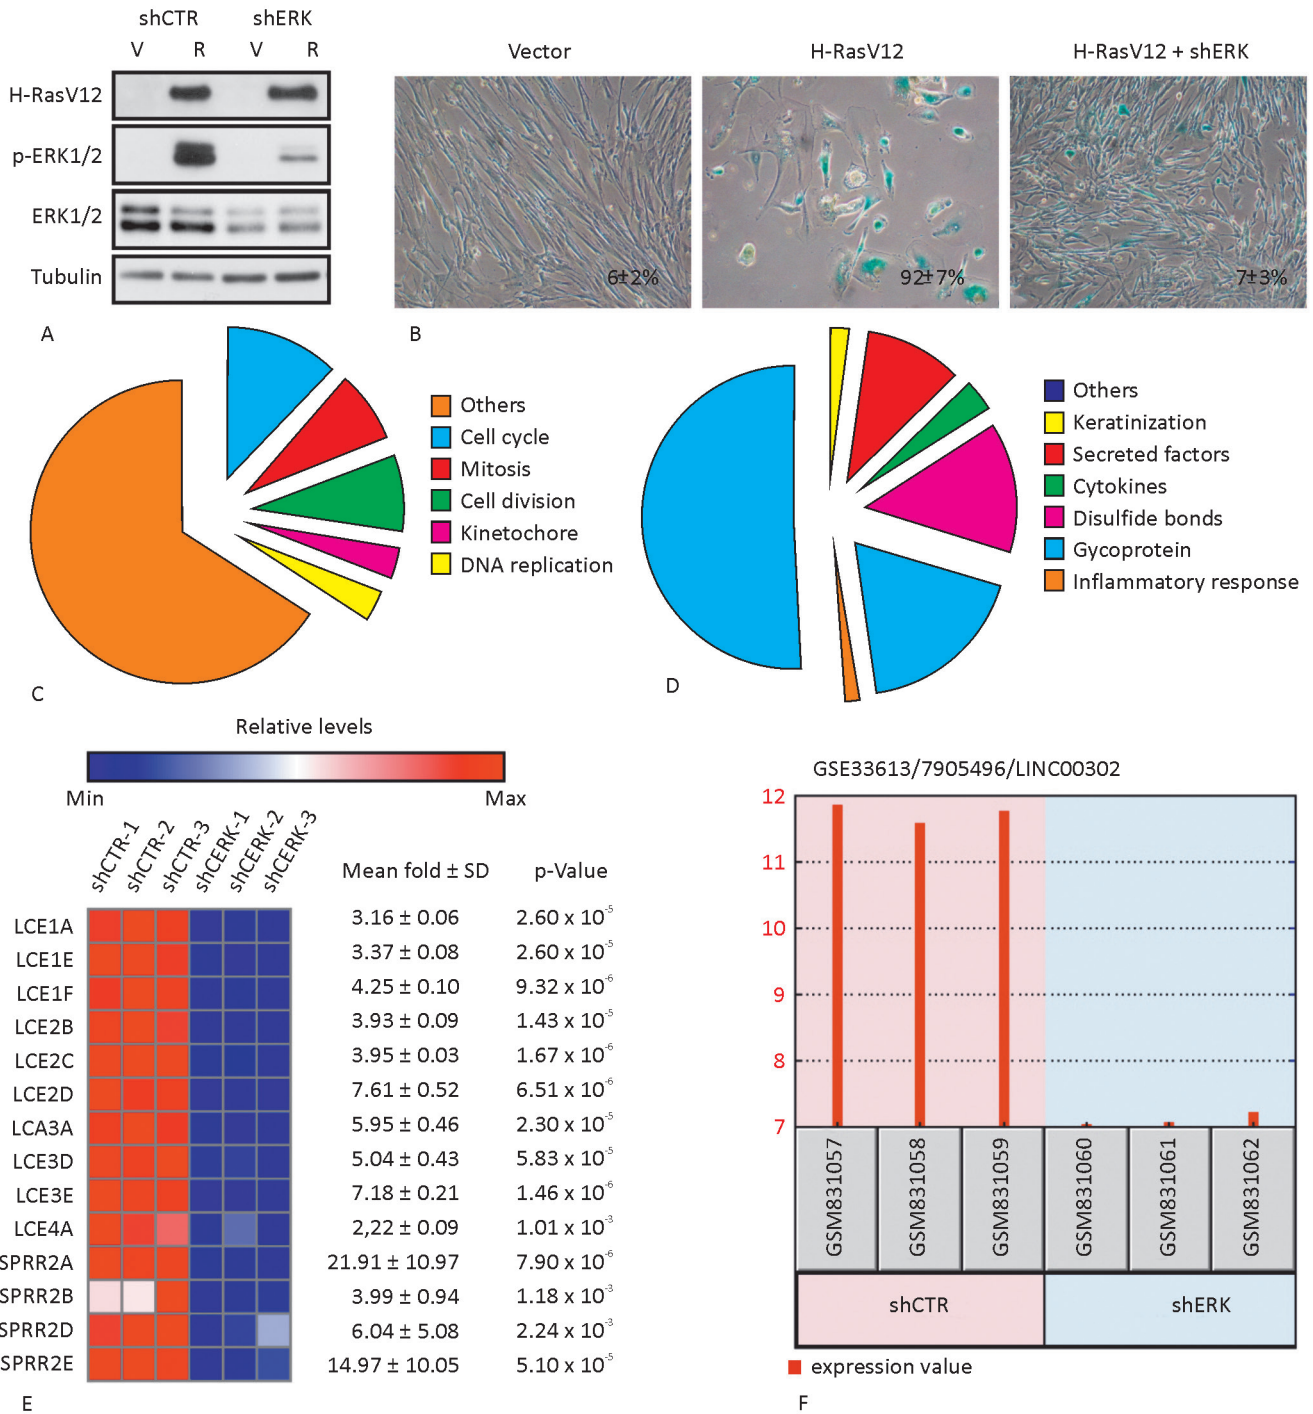 shCTR shERK
V R V R
H-RasV12
p-ERK1/2
ERK1/2
Tubulin
A
Vector H-RasV12 H-RasV12 + shERK
6±2% 92±7% 7±3%
B
Others
Cell cycle
Mitosis
Cell division
Kinetochore
DNA replication
C
Others
Keratinization
Secreted factors
Cytokines
Disulfide bonds
Gycoprotein
Inflammatory response
D
Relative levels
Min Max
shCTR-1 shCTR-2 shCTR-3 shCERK-1 shCERK-2 shCERK-3
Mean fold ± SD p-Value
LCE1A 3.16 ± 0.06 2.60 x 10-5
LCE1E 3.37 ± 0.08 2.60 x 10-5
LCE1F 4.25 ± 0.10 9.32 x 10-6
LCE2B 3.93 ± 0.09 1.43 x 10-5
LCE2C 3.95 ± 0.03 1.67 x 10-6
LCE2D 7.61 ± 0.52 6.51 x 10-6
LCA3A 5.95 ± 0.46 2.30 x 10-5
LCE3D 5.04 ± 0.43 5.83 x 10-5
LCE3E 7.18 ± 0.21 1.46 x 10-6
LCE4A 2,22 ± 0.09 1.01 x 10-3
SPRR2A 21.91 ± 10.97 7.90 x 10-6
SPRR2B 3.99 ± 0.94 1.18 x 10-3
SPRR2D 6.04 ± 5.08 2.24 x 10-3
SPRR2E 14.97 ± 10.05 5.10 x 10-5
E
GSE33613/7905496/LINC00302
12
11
10
9
8
7
GSM831057 GSM831058 GSM831059 GSM831060 GSM831061 GSM831062
shCTR shERK
expression value
F